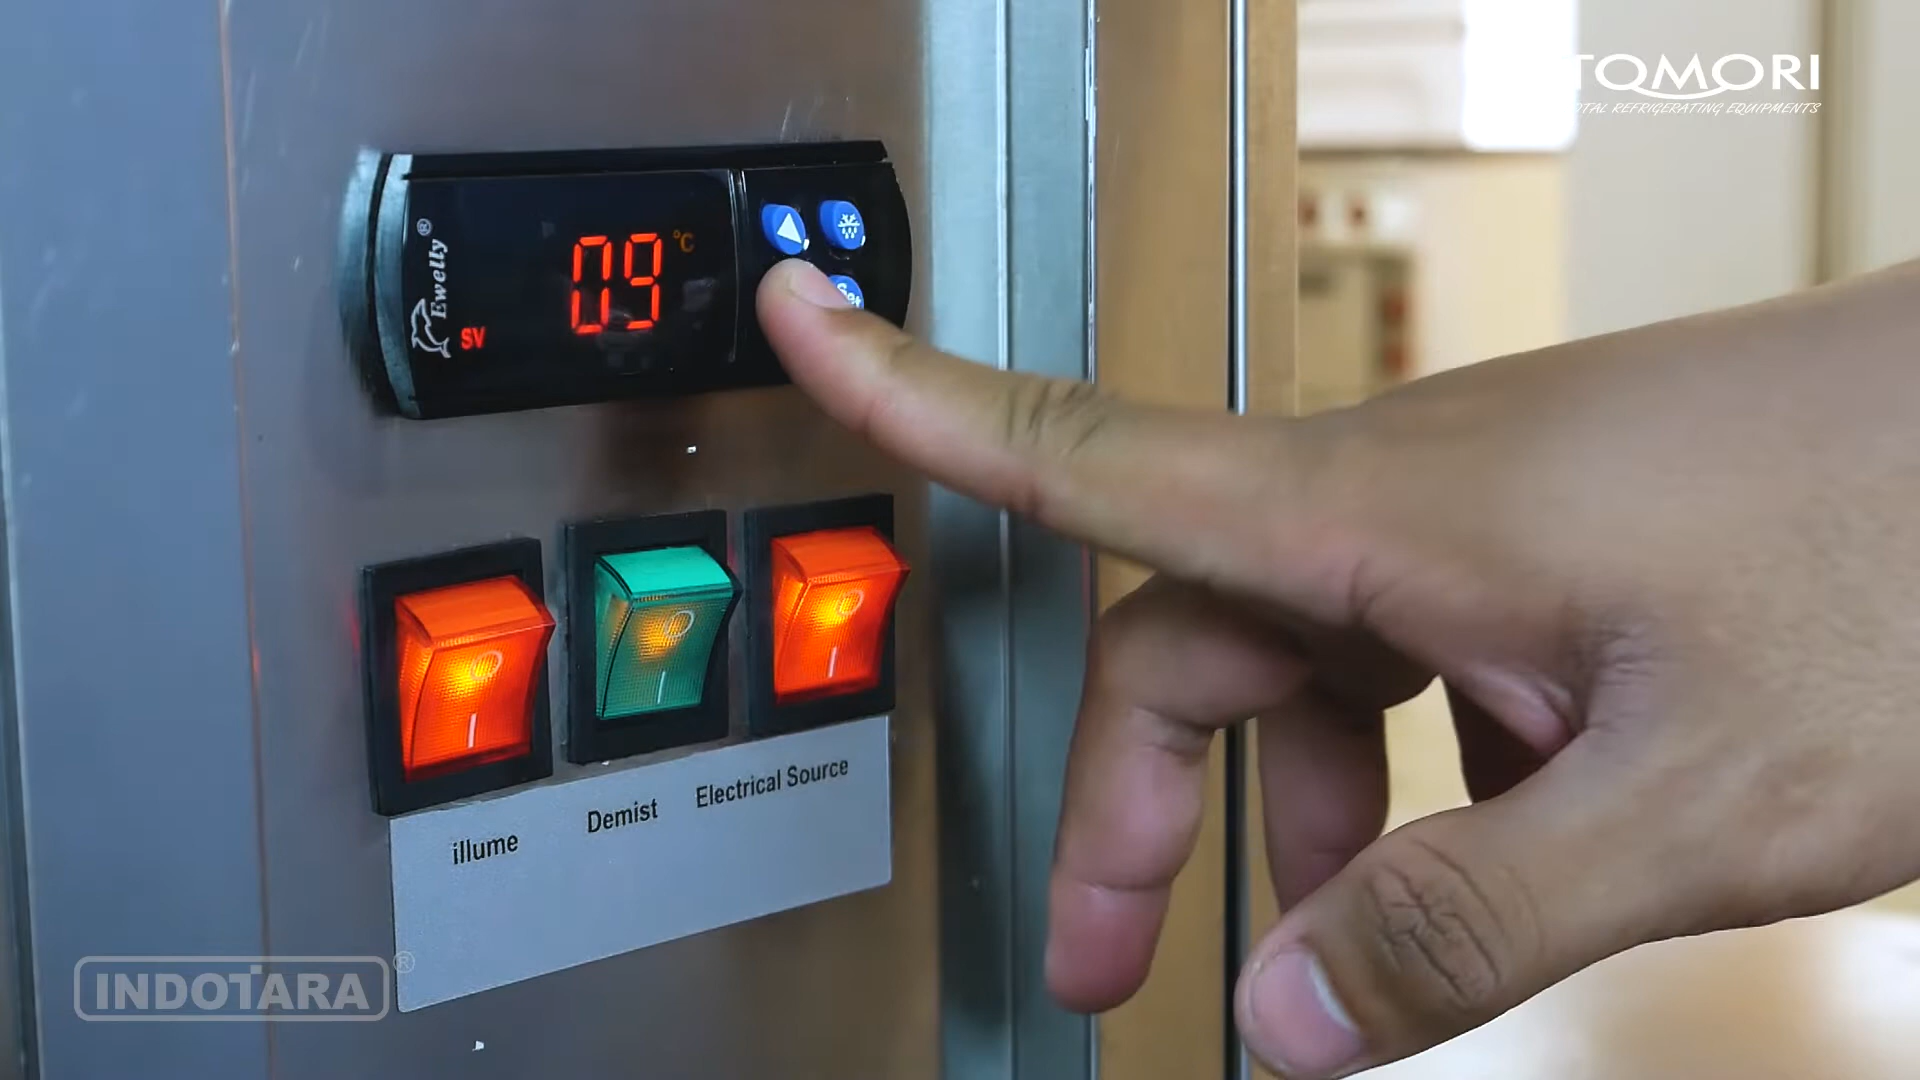 TOMORI
TOTAL REFRIGERATING EQUIPMENTS
Ewelly®
09 °C
SV
Set
illume
Demist
Electrical Source
INDOTARA®